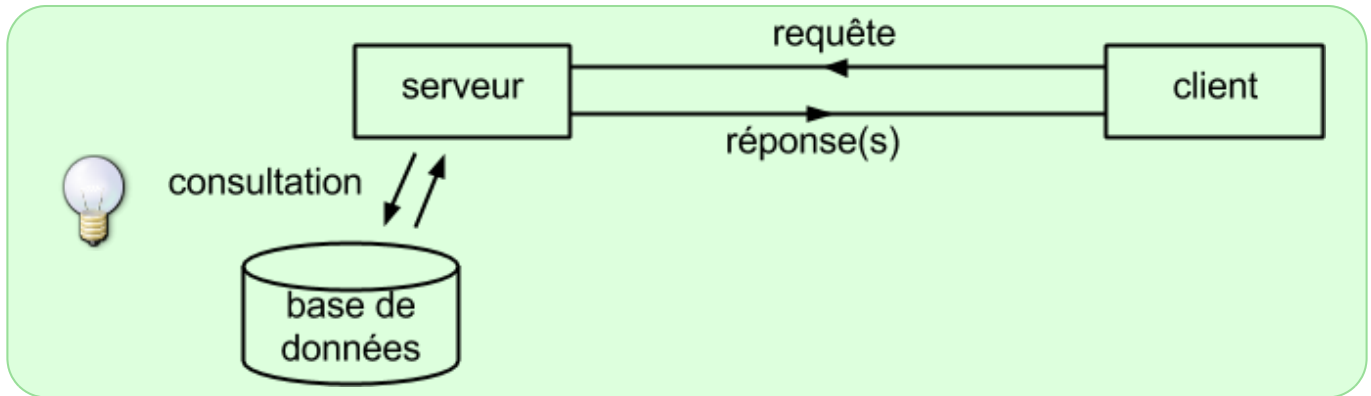 requête
serveur
client
réponse(s)
consultation
base de
données